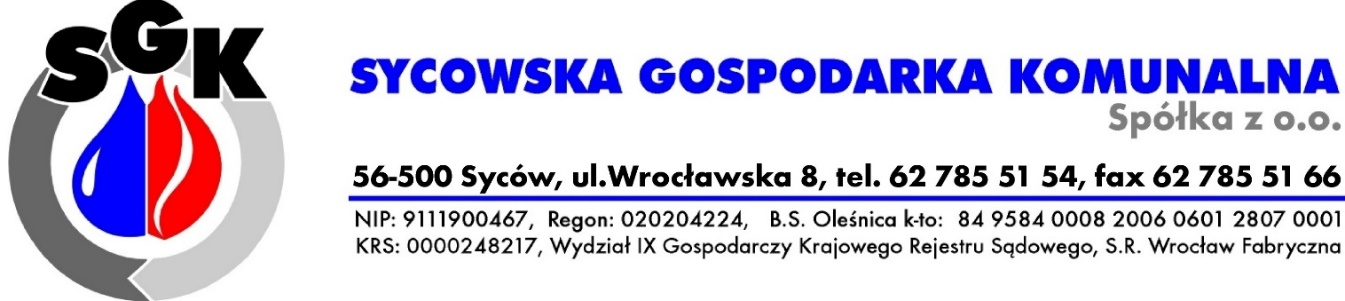 SGK
SYCOWSKA GOSPODARKA KOMUNALNA
Spółka z o.o.
56-500 Syców, ul.Wrocławska 8, tel. 62 785 51 54, fax 62 785 51 66
NIP: 9111900467, Regon: 020204224, B.S. Oleśnica k-to: 84 9584 0008 2006 0601 2807 0001
KRS: 0000248217, Wydział IX Gospodarczy Krajowego Rejestru Sądowego, S.R. Wrocław Fabryczna